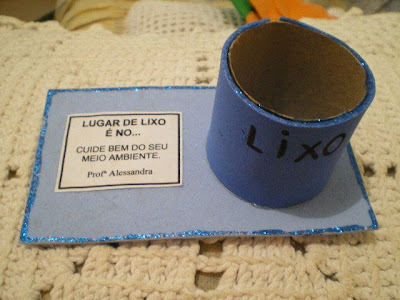 LUGAR DE LIXO
É NO...
CUIDE BEM DO SEU
MEIO AMBIENTE.
Profª Alessandra
Lixo